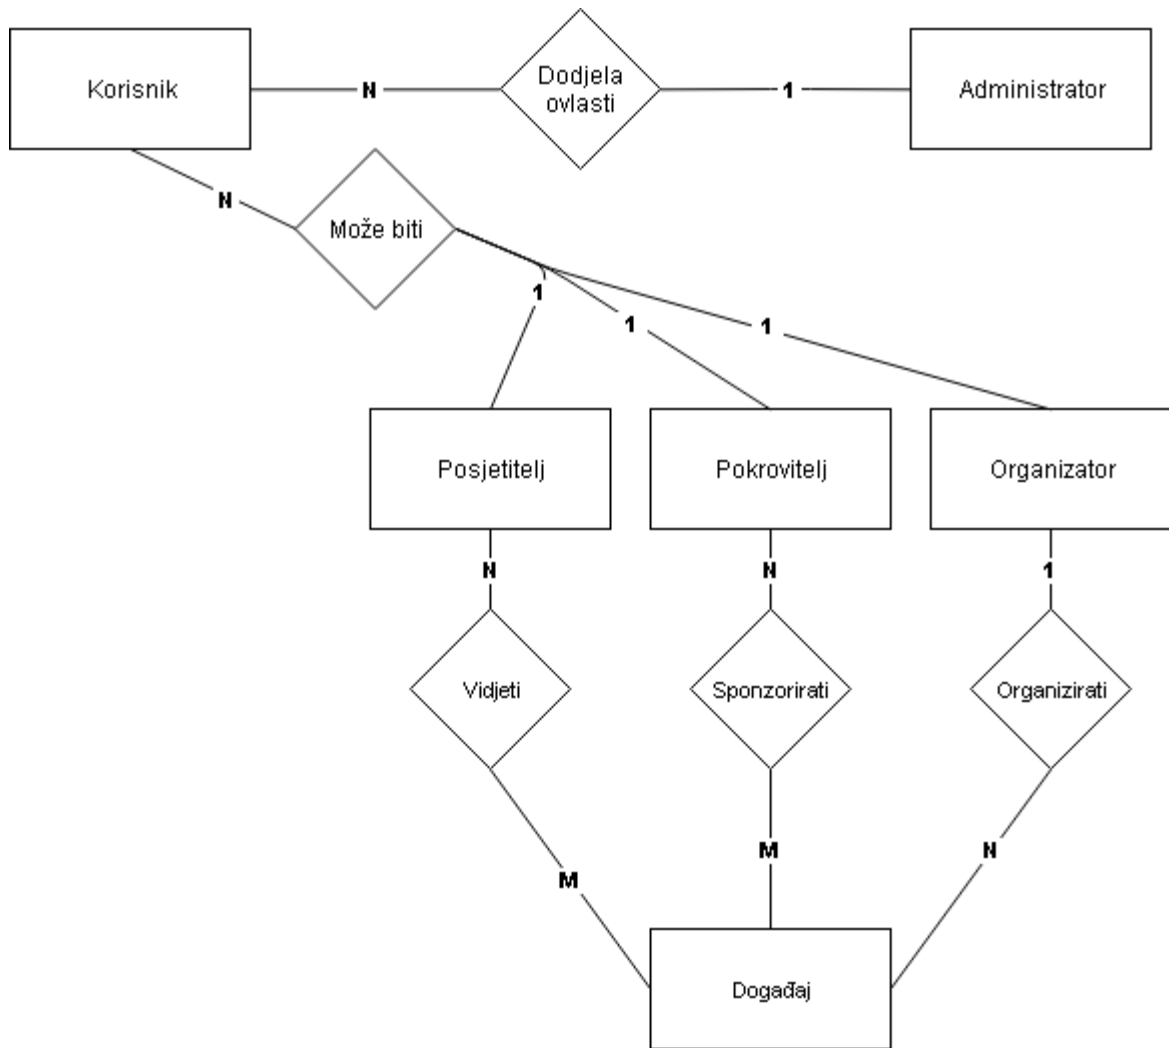 Korisnik
N
Dodjela
ovlasti
1
Administrator
N
Može biti
1
1
1
Posjetitelj
Pokrovitelj
Organizator
N
N
1
Vidjeti
Sponzorirati
Organizirati
M
M
N
Događaj